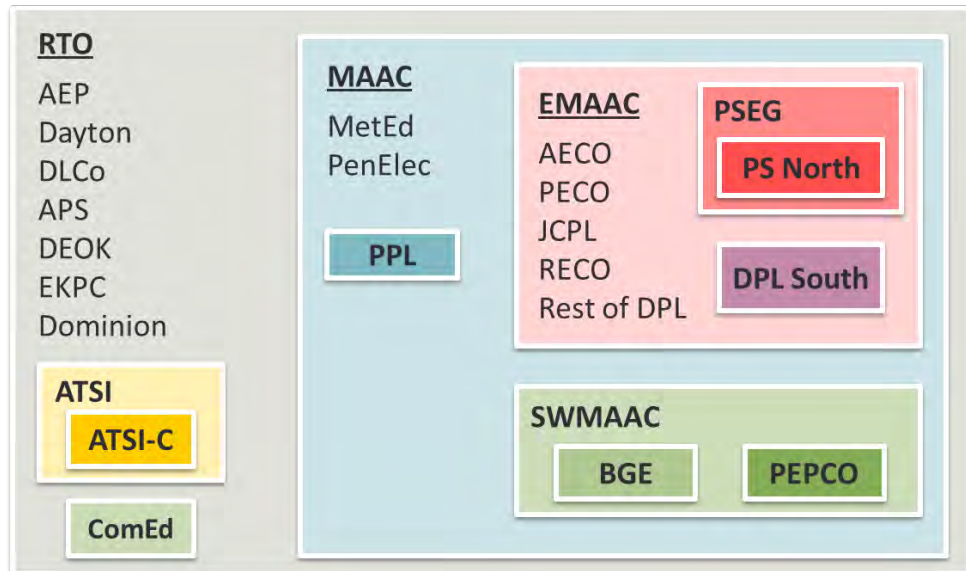 RTO
AEP
Dayton
DLCo
APS
DEOK
EKPC
Dominion
ATSI
ATSI-C
ComEd
MAAC
MetEd
PenElec
PPL
EMAAC
AECO
PECO
JCPL
RECO
Rest of DPL
PSEG
PS North
DPL South
SWMAAC
BGE
PEPCO